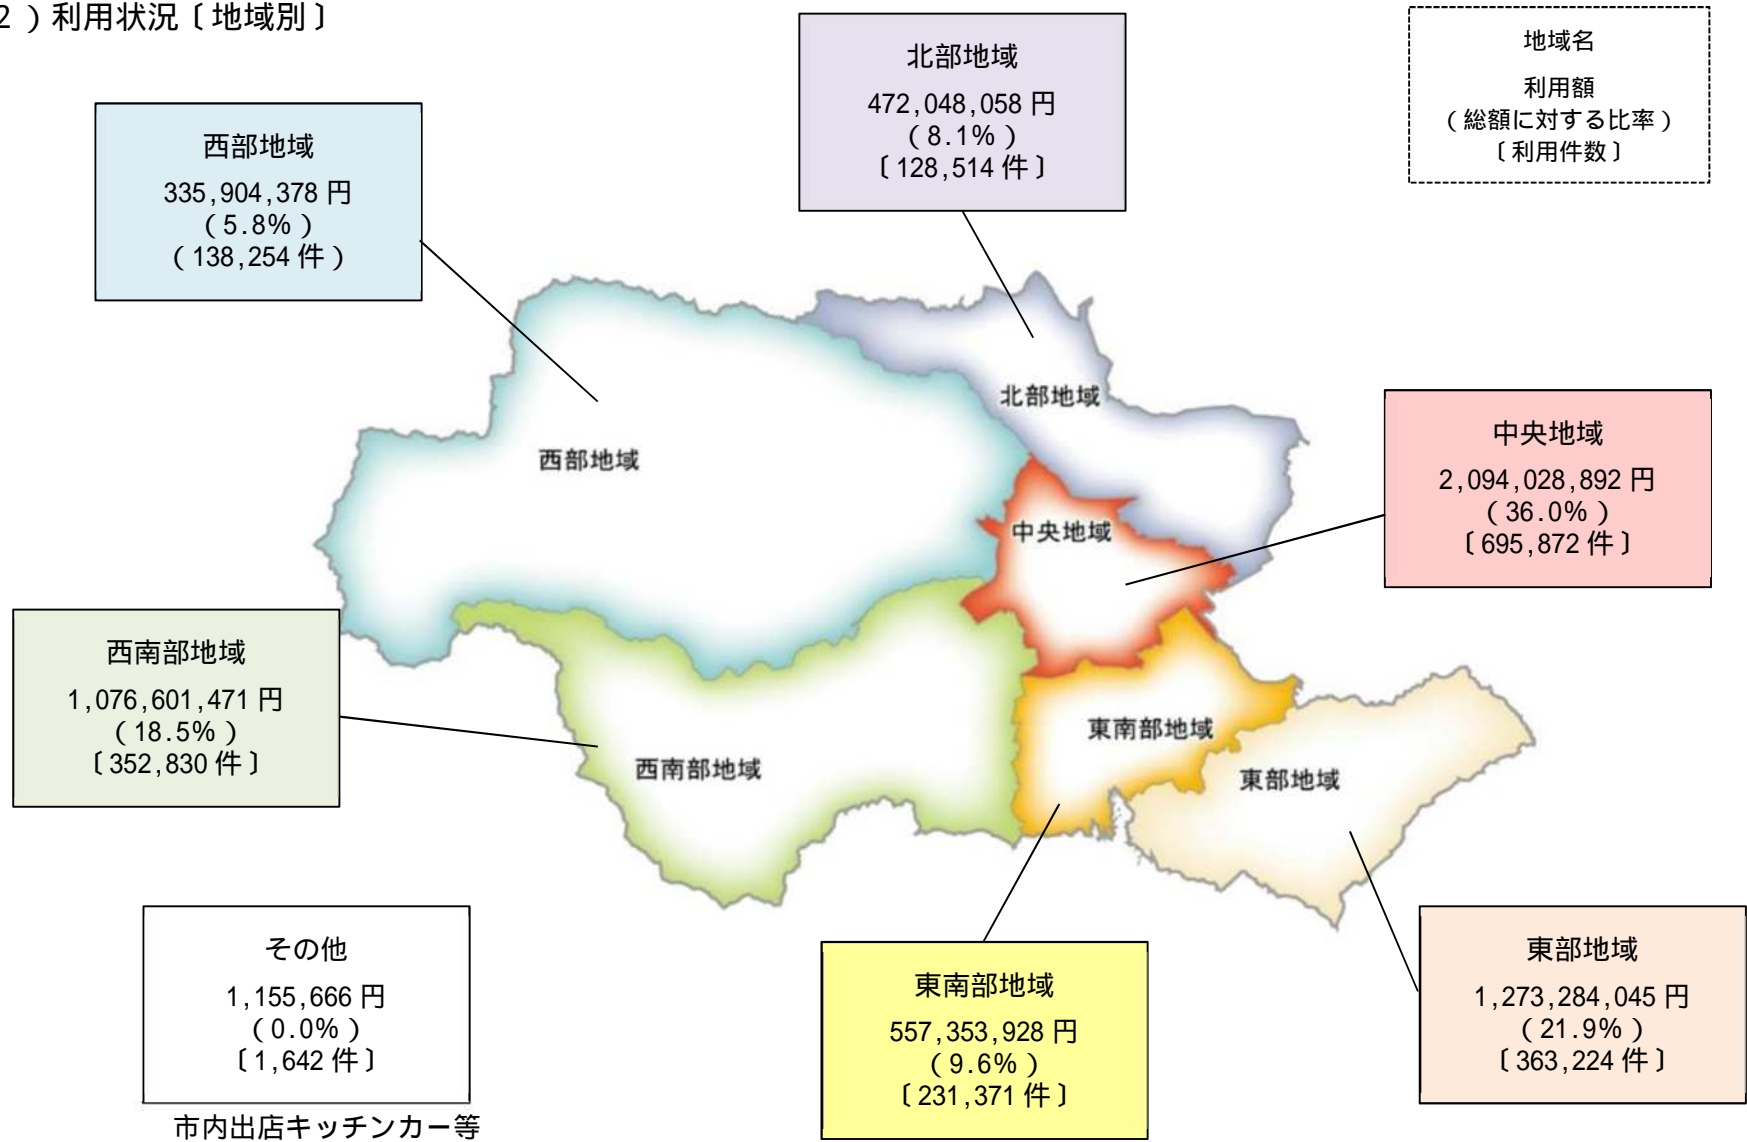 2）利用状況〔地域別〕
地域名
利用額
（総額に対する比率）
〔利用件数〕
北部地域
472,048,058 円
（8.1%）
〔128,514 件〕
西部地域
335,904,378 円
（5.8%）
（138,254 件）
中央地域
2,094,028,892 円
（36.0%）
〔695,872 件〕
西南部地域
1,076,601,471 円
（18.5%）
〔352,830 件〕
北部地域
西部地域
中央地域
東南部地域
西南部地域
東部地域
その他
1,155,666 円
（0.0%）
〔1,642 件〕
市内出店キッチンカー等
東南部地域
557,353,928 円
（9.6%）
〔231,371 件〕
東部地域
1,273,284,045 円
（21.9%）
〔363,224 件〕